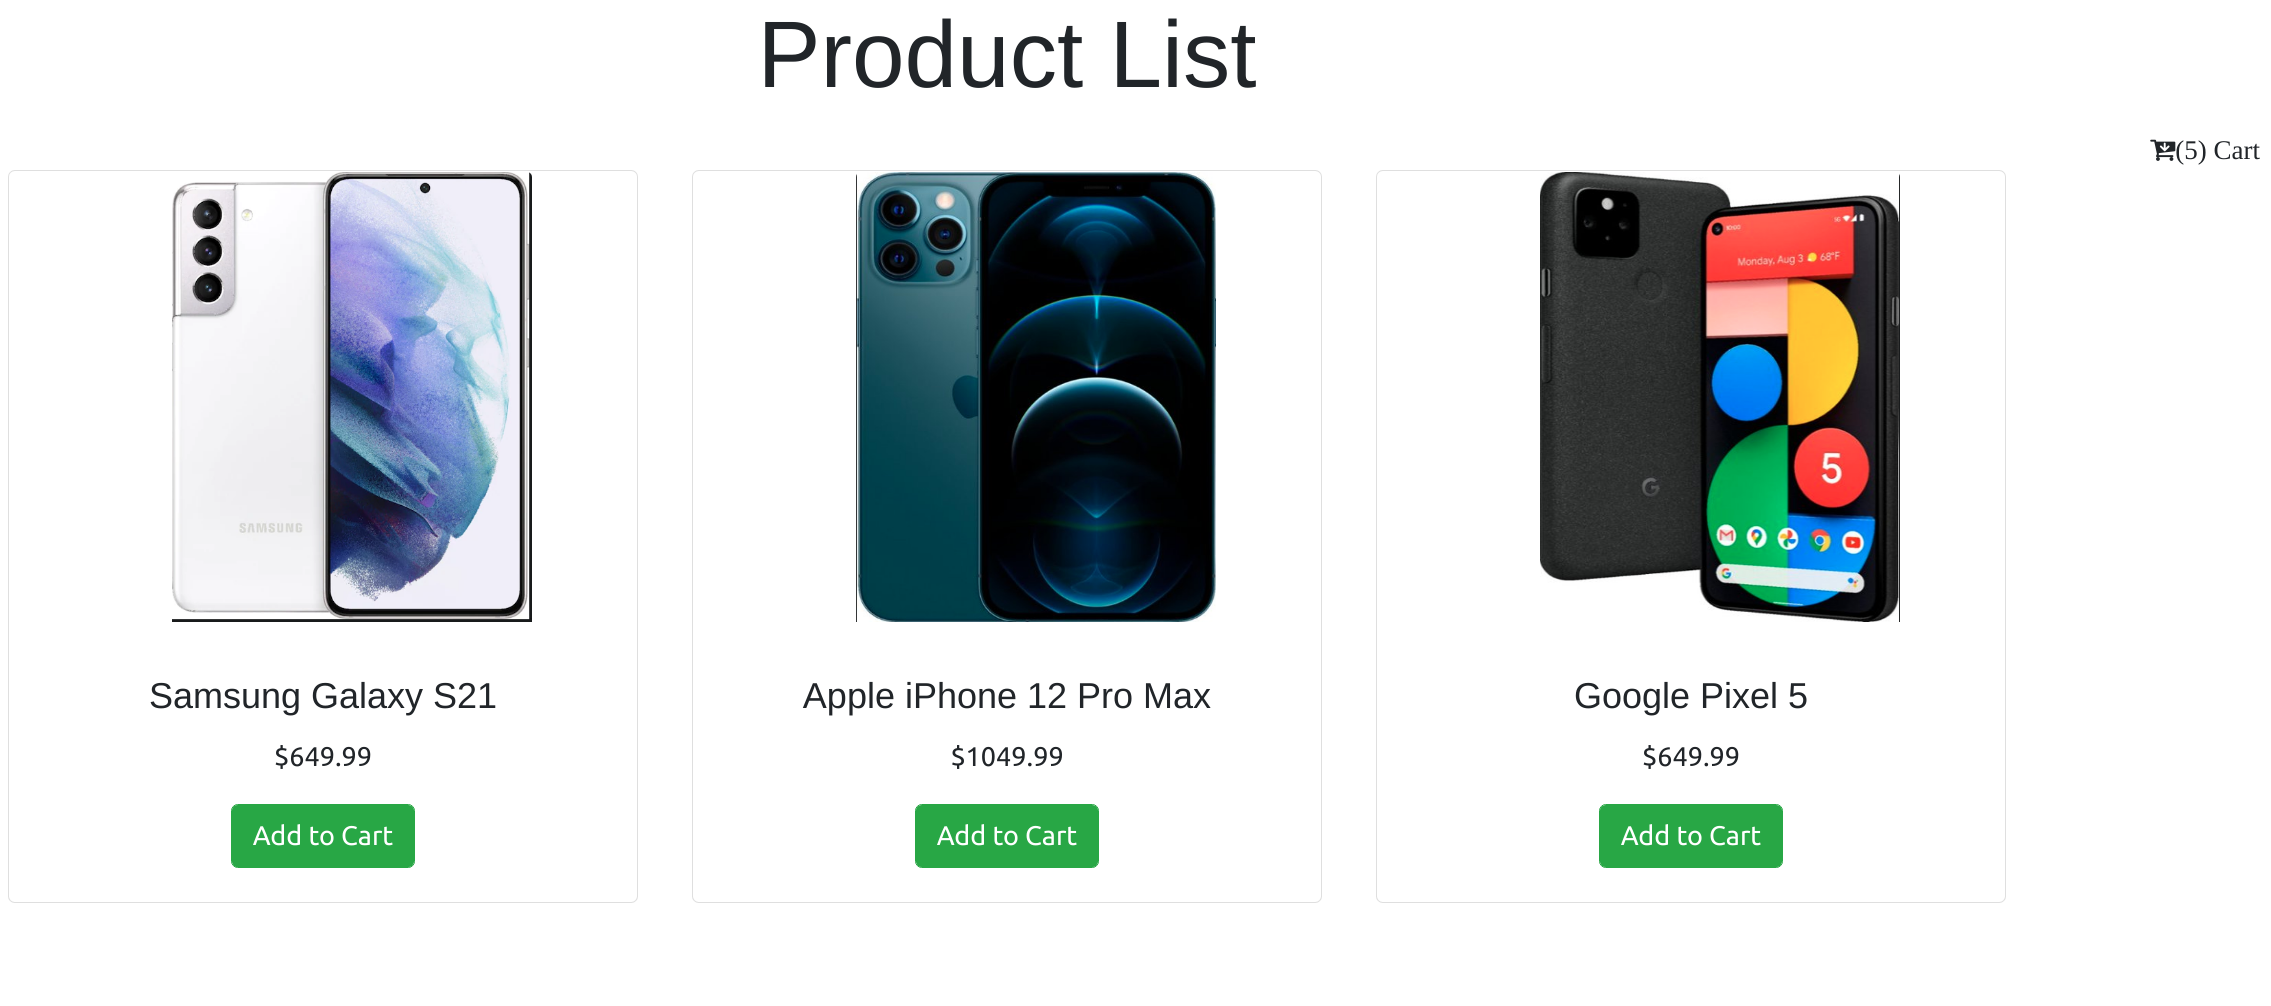 Product List
(5) Cart
SAMSUNG
Monday, Aug 3 68°F
5
Samsung Galaxy S21
Apple iPhone 12 Pro Max
Google Pixel 5
$649.99
$1049.99
$649.99
Add to Cart
Add to Cart
Add to Cart